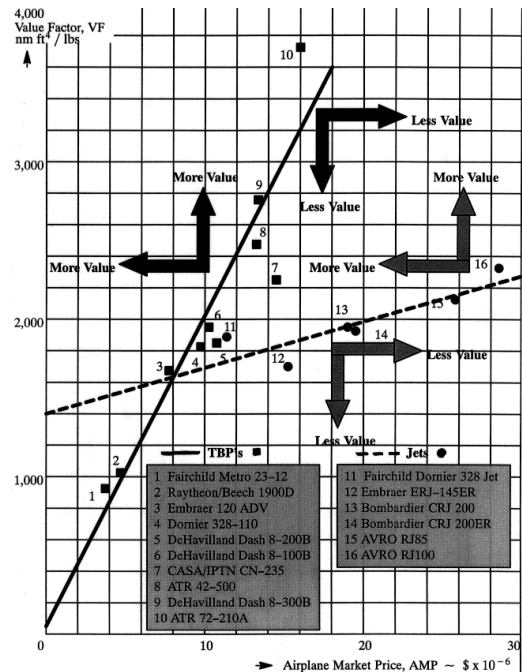 4,000
Value Factor, VF
nm ft⁴ / lbs
10
Less Value
3,000
More Value
9
Less Value
8
More Value
7
More Value
More Value
16
2,000
6
11
13
15
3
4
5
12
14
Less Value
Less Value
TBP's
Jets
1,000
2
1
1 Fairchild Metro 23-12
2 Raytheon/Beech 1900D
3 Embraer 120 ADV
4 Dornier 328-110
5 DeHavilland Dash 8-200B
6 DeHavilland Dash 8-100B
7 CASA/IPTN CN-235
8 ATR 42-500
9 DeHavilland Dash 8-300B
10 ATR 72-210A
11 Fairchild Dornier 328 Jet
12 Embraer ERJ-145ER
13 Bombardier CRJ 200
14 Bombardier CRJ 200ER
15 AVRO RJ85
16 AVRO RJ100
0
0
10
20
30
Airplane Market Price, AMP ~ $ x 10⁻⁶